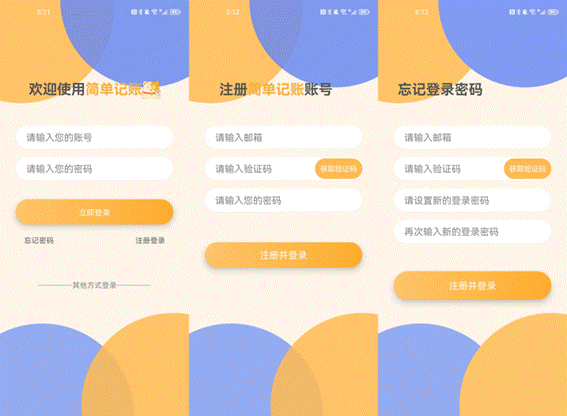 5:11
欢迎使用简单记账
请输入您的账号
请输入您的密码
立即登录
忘记密码
注册登录
其他方式登录
5:12
注册简单记账账号
请输入邮箱
请输入验证码
获取验证码
请输入您的密码
注册并登录
5:12
忘记登录密码
请输入邮箱
请输入验证码
获取验证码
请设置新的登录密码
再次输入新的登录密码
注册并登录